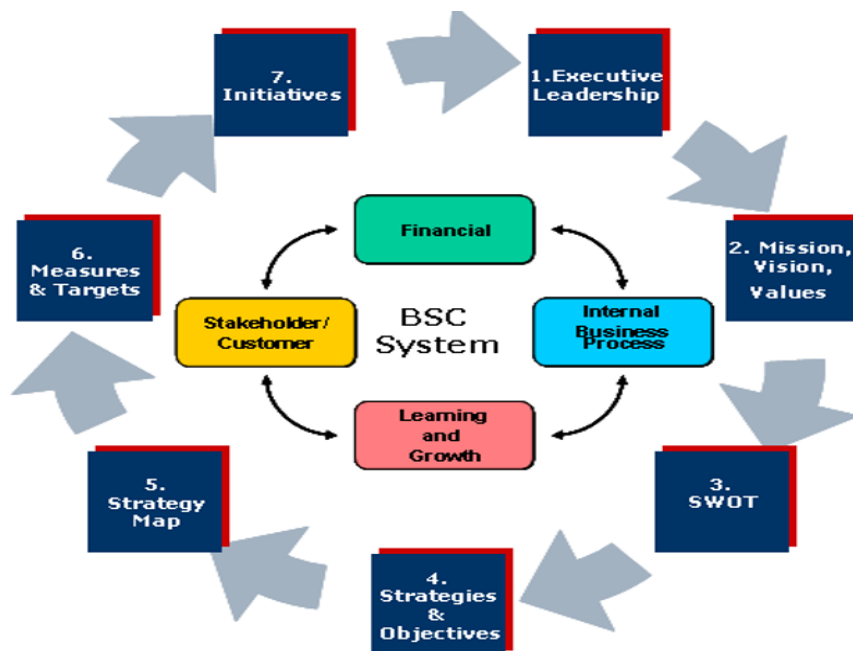 7.
Initiatives
1.Executive
Leadership
6.
Measures
& Targets
Financial
2. Mission,
Vision,
Values
Stakeholder/
Customer
BSC
System
Internal
Business
Process
Learning
and
Growth
5.
Strategy
Map
3.
SWOT
4.
Strategies
&
Objectives